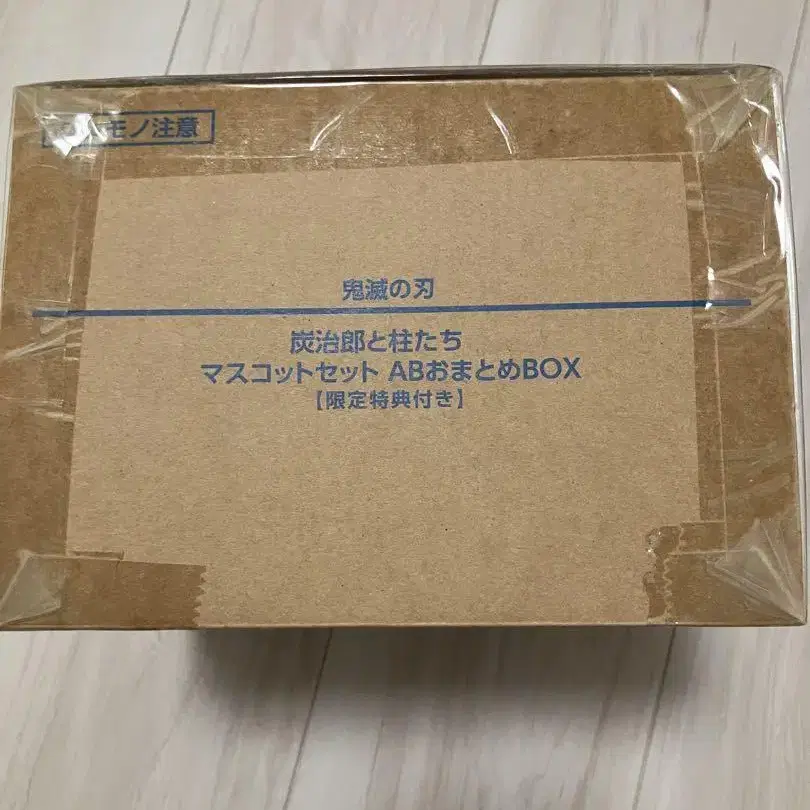 モノ注意
鬼滅の刃
炭治郎と柱たち
マスコットセット ABおまとめBOX
【限定特典付き】